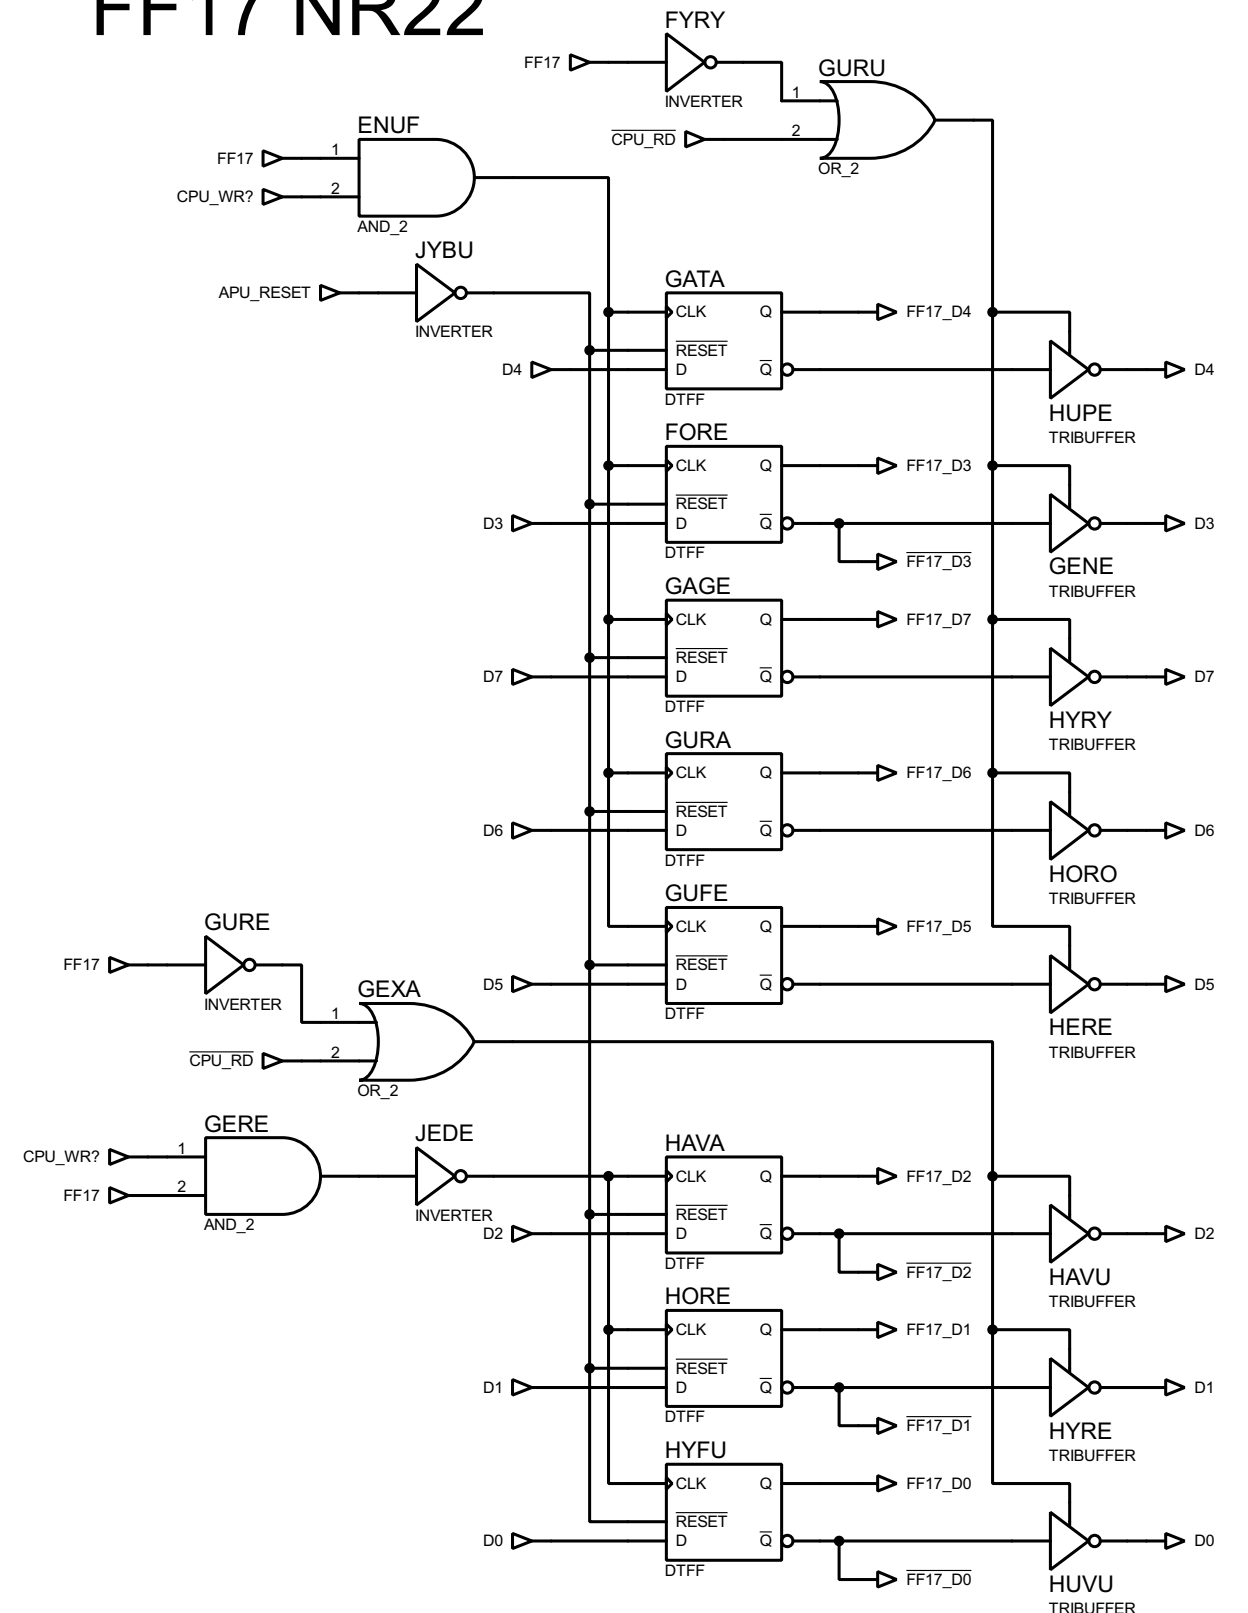 FF17 NR22
FYRY
FF17
INVERTER
GURU
1
2
CPU_RD
OR_2
ENUF
FF17
1
CPU_WR?
2
AND_2
JYBU
APU_RESET
INVERTER
GATA
CLK Q FF17_D4
RESET
D4 D Q D4
DTFF
HUPE
TRIBUFFER
FORE
CLK Q FF17_D3
RESET
D3 D Q D3
DTFF
FF17_D3
GENE
TRIBUFFER
GAGE
CLK Q FF17_D7
RESET
D7 D Q D7
DTFF
HYRY
TRIBUFFER
GURA
CLK Q FF17_D6
RESET
D6 D Q D6
DTFF
HORO
TRIBUFFER
GUFE
CLK Q FF17_D5
RESET
D5 D Q D5
DTFF
HERE
TRIBUFFER
GURE
FF17
INVERTER
GEXA
1
CPU_RD 2
OR_2
GERE
CPU_WR? 1
FF17 2
AND_2
JEDE
INVERTER
HAVA
CLK Q FF17_D2
RESET
D2 D Q D2
DTFF
FF17_D2
HAVU
TRIBUFFER
HORE
CLK Q FF17_D1
RESET
D1 D Q D1
DTFF
FF17_D1
HYRE
TRIBUFFER
HYFU
CLK Q FF17_D0
RESET
D0 D Q D0
DTFF
FF17_D0
HUVU
TRIBUFFER